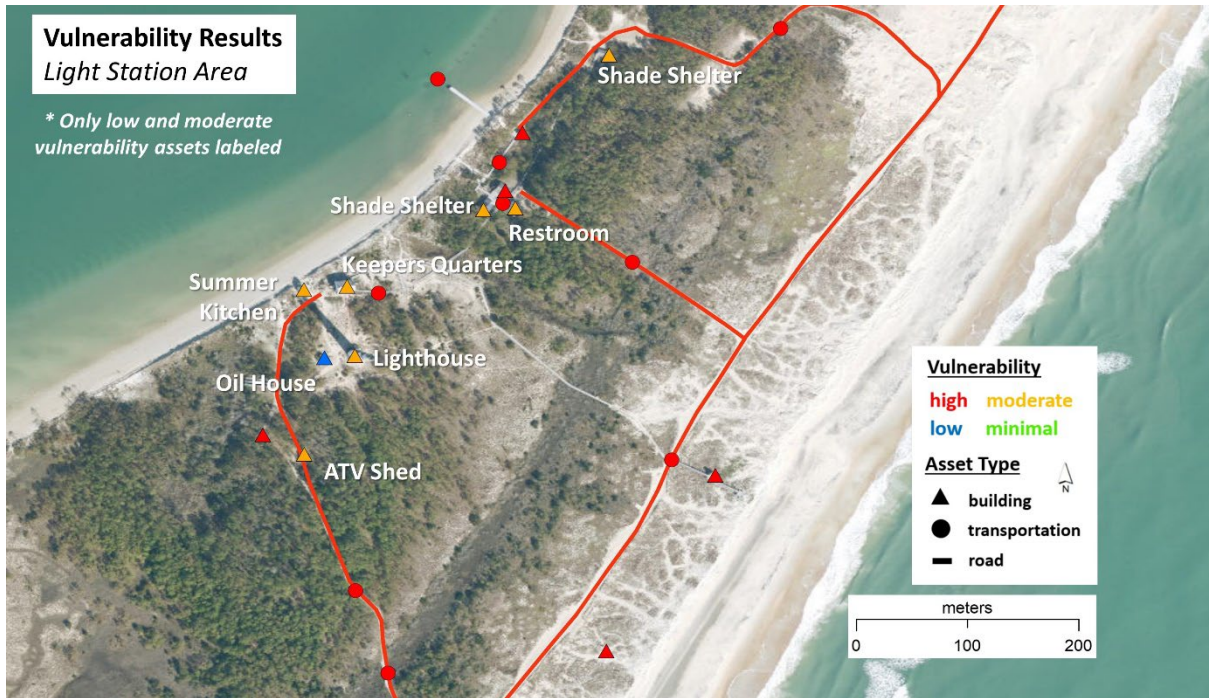 Vulnerability Results
Light Station Area
* Only low and moderate
vulnerability assets labeled
Shade Shelter
Shade Shelter
Restroom
Keepers Quarters
Summer
Kitchen
Lighthouse
Oil House
ATV Shed
Vulnerability
high moderate
low minimal
Asset Type
N
building
transportation
road
meters
0 100 200